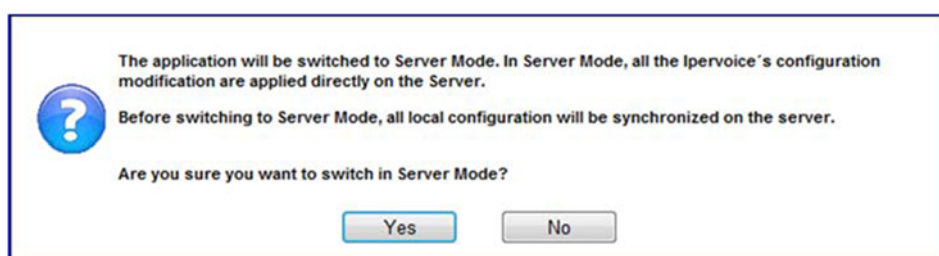 The application will be switched to Server Mode. In Server Mode, all the Ipervoice´s configuration
modification are applied directly on the Server.
Before switching to Server Mode, all local configuration will be synchronized on the server.
Are you sure you want to switch in Server Mode?
Yes No